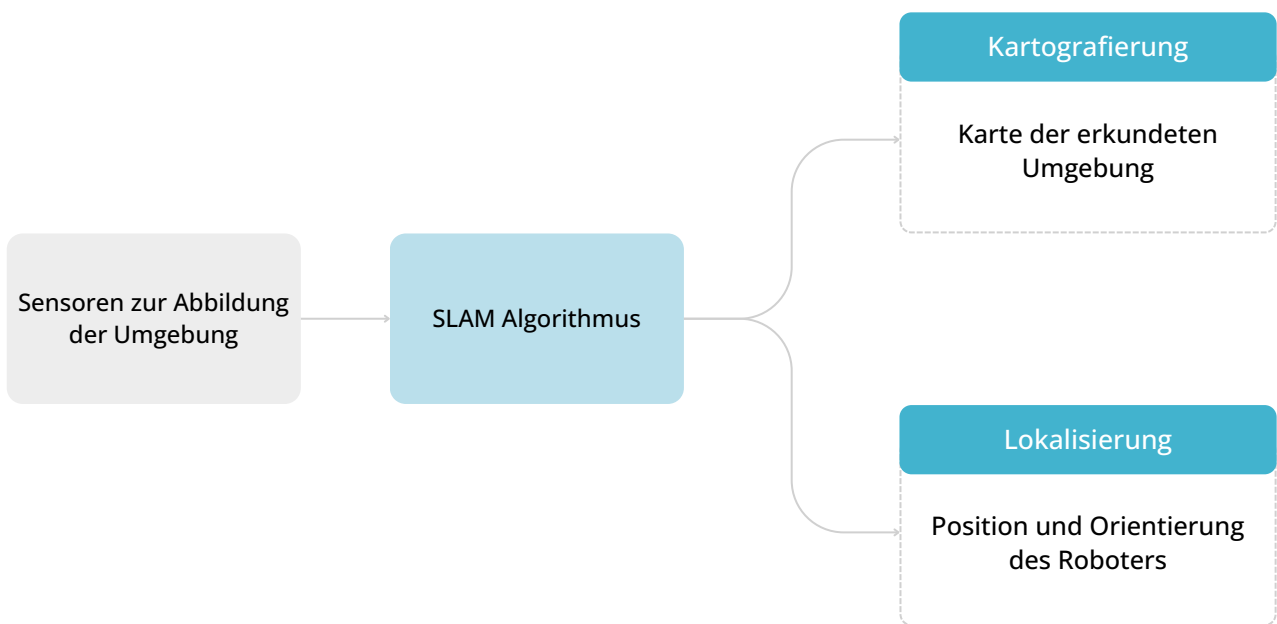 Kartografierung
Karte der erkundeten
Umgebung
Sensoren zur Abbildung
der Umgebung
SLAM Algorithmus
Lokalisierung
Position und Orientierung
des Roboters